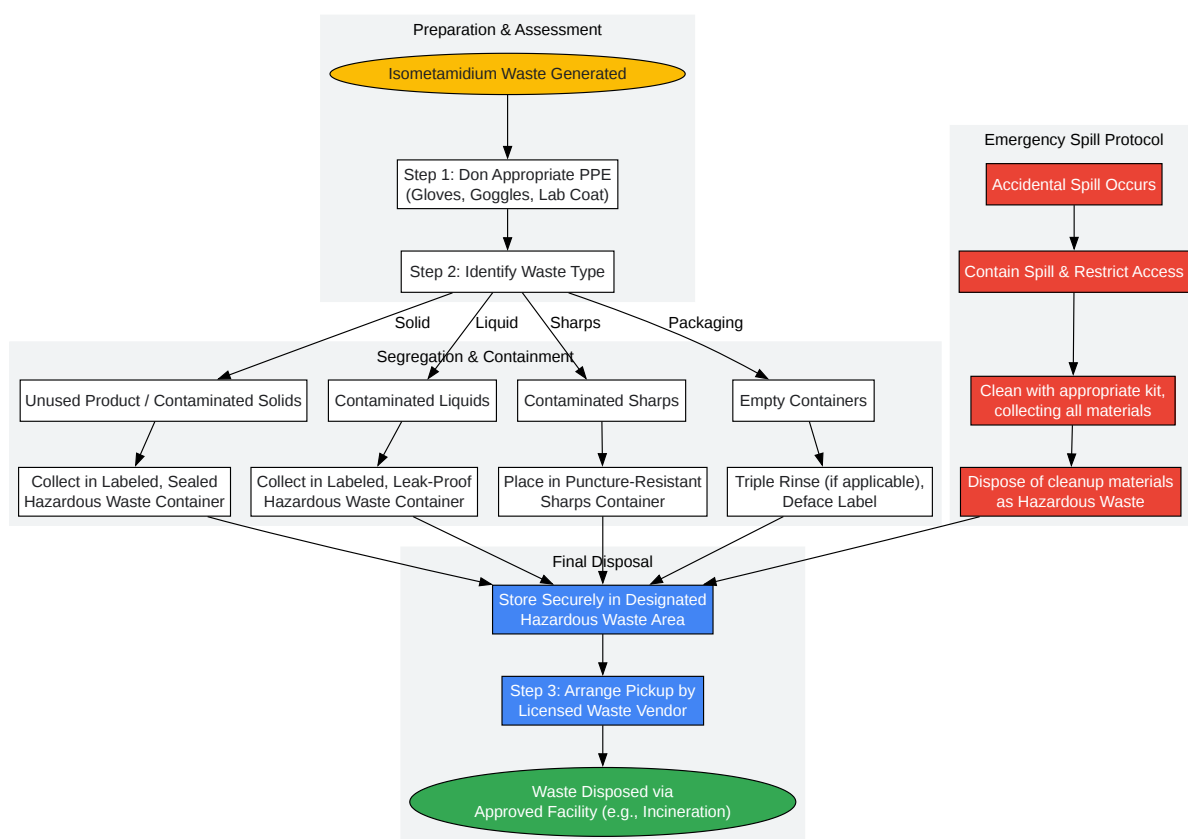 Preparation & Assessment
Isometamidium Waste Generated
Step 1: Don Appropriate PPE
(Gloves, Goggles, Lab Coat)
Step 2: Identify Waste Type
Solid
Liquid
Sharps
Packaging
Segregation & Containment
Unused Product / Contaminated Solids
Contaminated Liquids
Contaminated Sharps
Empty Containers
Collect in Labeled, Sealed
Hazardous Waste Container
Collect in Labeled, Leak-Proof
Hazardous Waste Container
Place in Puncture-Resistant
Sharps Container
Triple Rinse (if applicable),
Deface Label
Emergency Spill Protocol
Accidental Spill Occurs
Contain Spill & Restrict Access
Clean with appropriate kit,
collecting all materials
Dispose of cleanup materials
as Hazardous Waste
Final Disposal
Store Securely in Designated
Hazardous Waste Area
Step 3: Arrange Pickup by
Licensed Waste Vendor
Waste Disposed via
Approved Facility (e.g., Incineration)